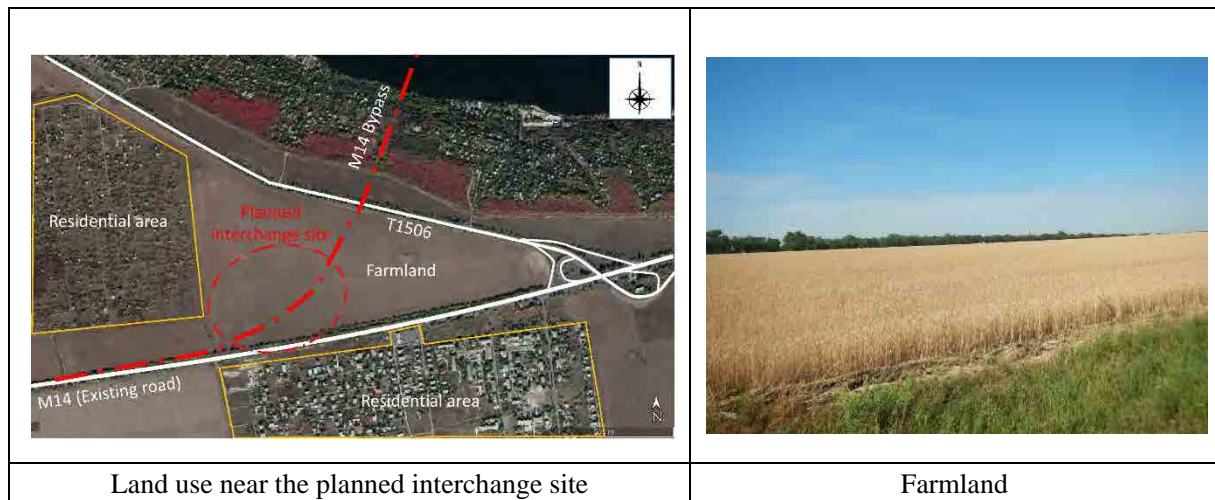 N
M14 Bypass
Residential area
Planned
interchange site
T1506
Farmland
M14 (Existing road)
Residential area
N
Land use near the planned interchange site
Farmland